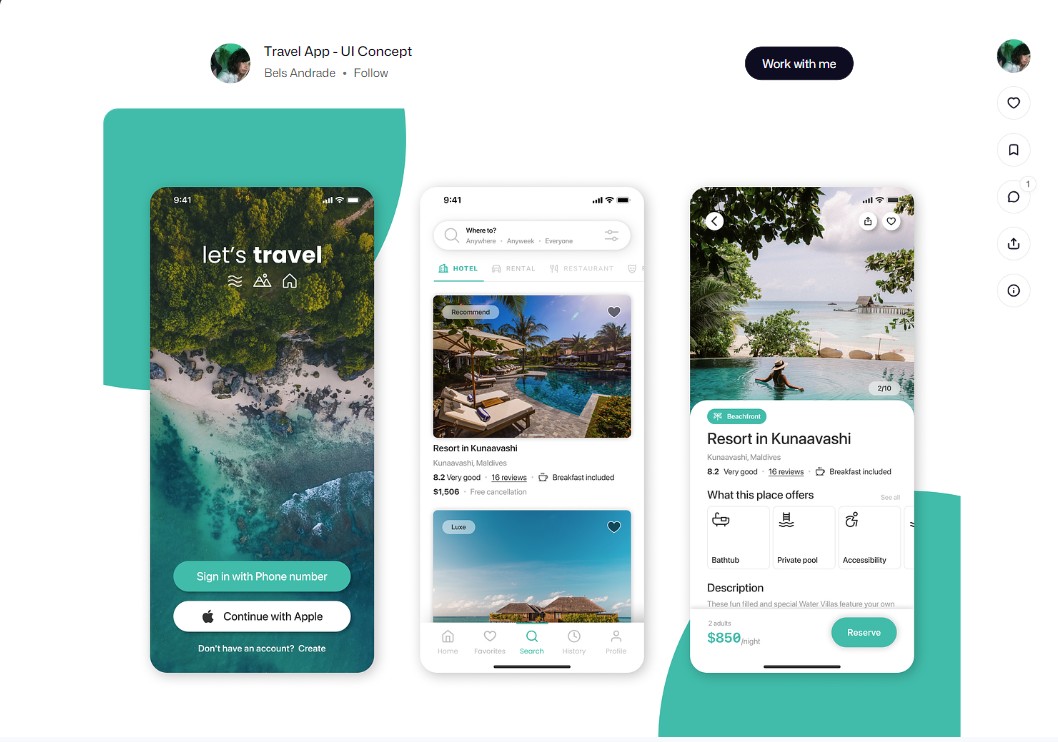 Travel App - UI Concept
Bels Andrade • Follow
Work with me
1
9:41
let's travel
Sign in with Phone number
Continue with Apple
Don't have an account? Create
9:41
Where to?
Anywhere • Anyweek • Everyone
HOTEL RENTAL RESTAURANT
Recommend
Resort in Kunaavashi
Kunaavashi, Maldives
8.2 Very good · 16 reviews · Breakfast included
$1,506 · Free cancellation
Luxe
Home Favorites Search History Profile
2/10
Beachfront
Resort in Kunaavashi
Kunaavashi, Maldives
8.2 Very good · 16 reviews · Breakfast included
What this place offers See all
Bathtub Private pool Accessibility
Description
These fun filled and special Water Villas feature your own
2 adults
$850/night
Reserve